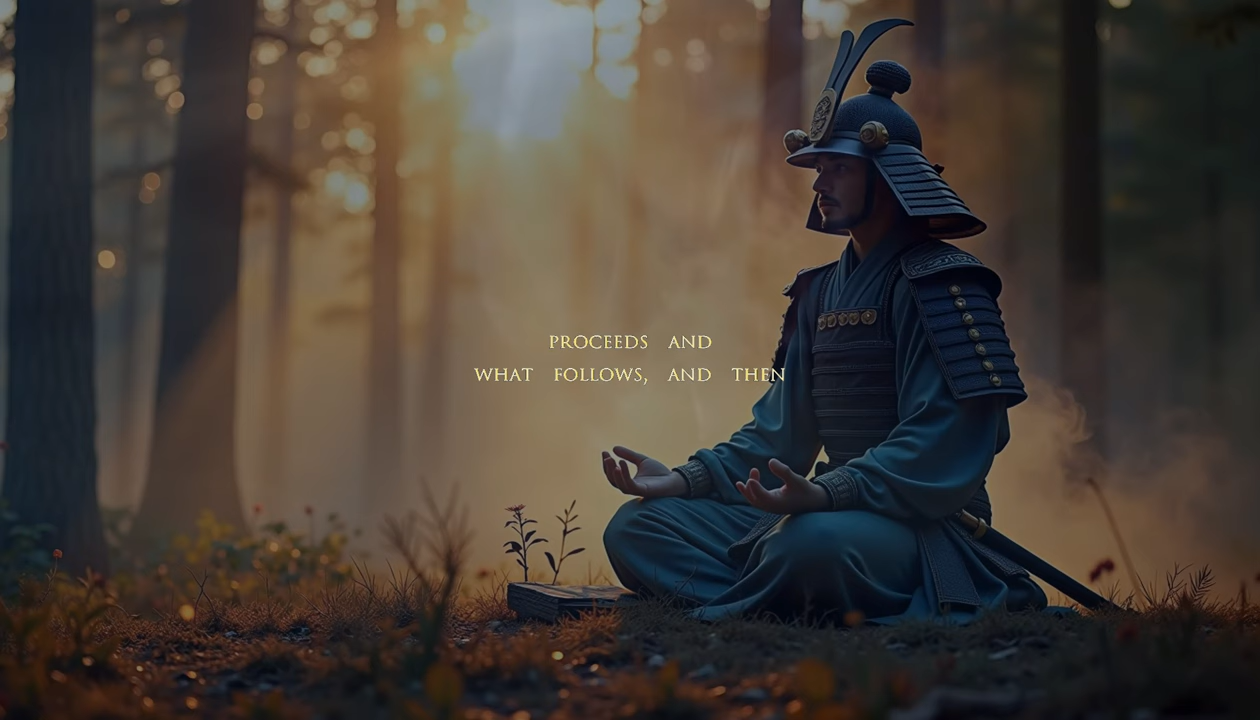 PROCEEDS AND
WHAT FOLLOWS, AND THEN